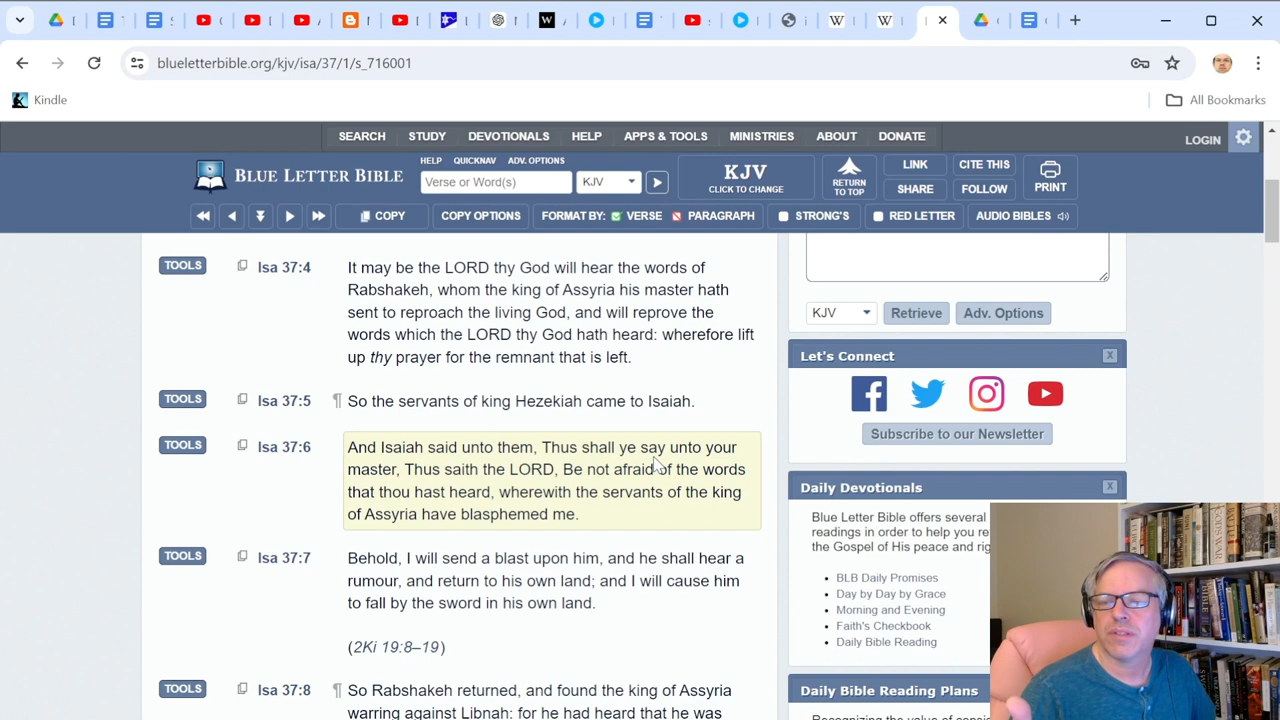 blueletterbible.org/kjv/isa/37/1/s_716001
Kindle
All Bookmarks
SEARCH STUDY DEVOTIONALS HELP APPS & TOOLS MINISTRIES ABOUT DONATE
LOGIN
BLUE LETTER BIBLE
HELP QUICKNAV ADV. OPTIONS
Verse or Word(s)
KJV
KJV
CLICK TO CHANGE
RETURN
TO TOP
LINK
CITE THIS
SHARE
FOLLOW
PRINT
COPY COPY OPTIONS FORMAT BY: VERSE PARAGRAPH STRONG'S RED LETTER AUDIO BIBLES
TOOLS Isa 37:4 It may be the LORD thy God will hear the words of
Rabshakeh, whom the king of Assyria his master hath
sent to reproach the living God, and will reprove the
words which the LORD thy God hath heard: wherefore lift
up thy prayer for the remnant that is left.
TOOLS Isa 37:5 ¶ So the servants of king Hezekiah came to Isaiah.
TOOLS Isa 37:6 And Isaiah said unto them, Thus shall ye say unto your
master, Thus saith the LORD, Be not afraid of the words
that thou hast heard, wherewith the servants of the king
of Assyria have blasphemed me.
TOOLS Isa 37:7 Behold, I will send a blast upon him, and he shall hear a
rumour, and return to his own land; and I will cause him
to fall by the sword in his own land.
(2Ki 19:8–19)
TOOLS Isa 37:8 ¶ So Rabshakeh returned, and found the king of Assyria
warring against Libnah: for he had heard that he was
KJV Retrieve Adv. Options
Let's Connect X
Subscribe to our Newsletter
Daily Devotionals X
Blue Letter Bible offers several
readings in order to help you re
the Gospel of His peace and rig
BLB Daily Promises
Day by Day by Grace
Morning and Evening
Faith's Checkbook
Daily Bible Reading
Daily Bible Reading Plans